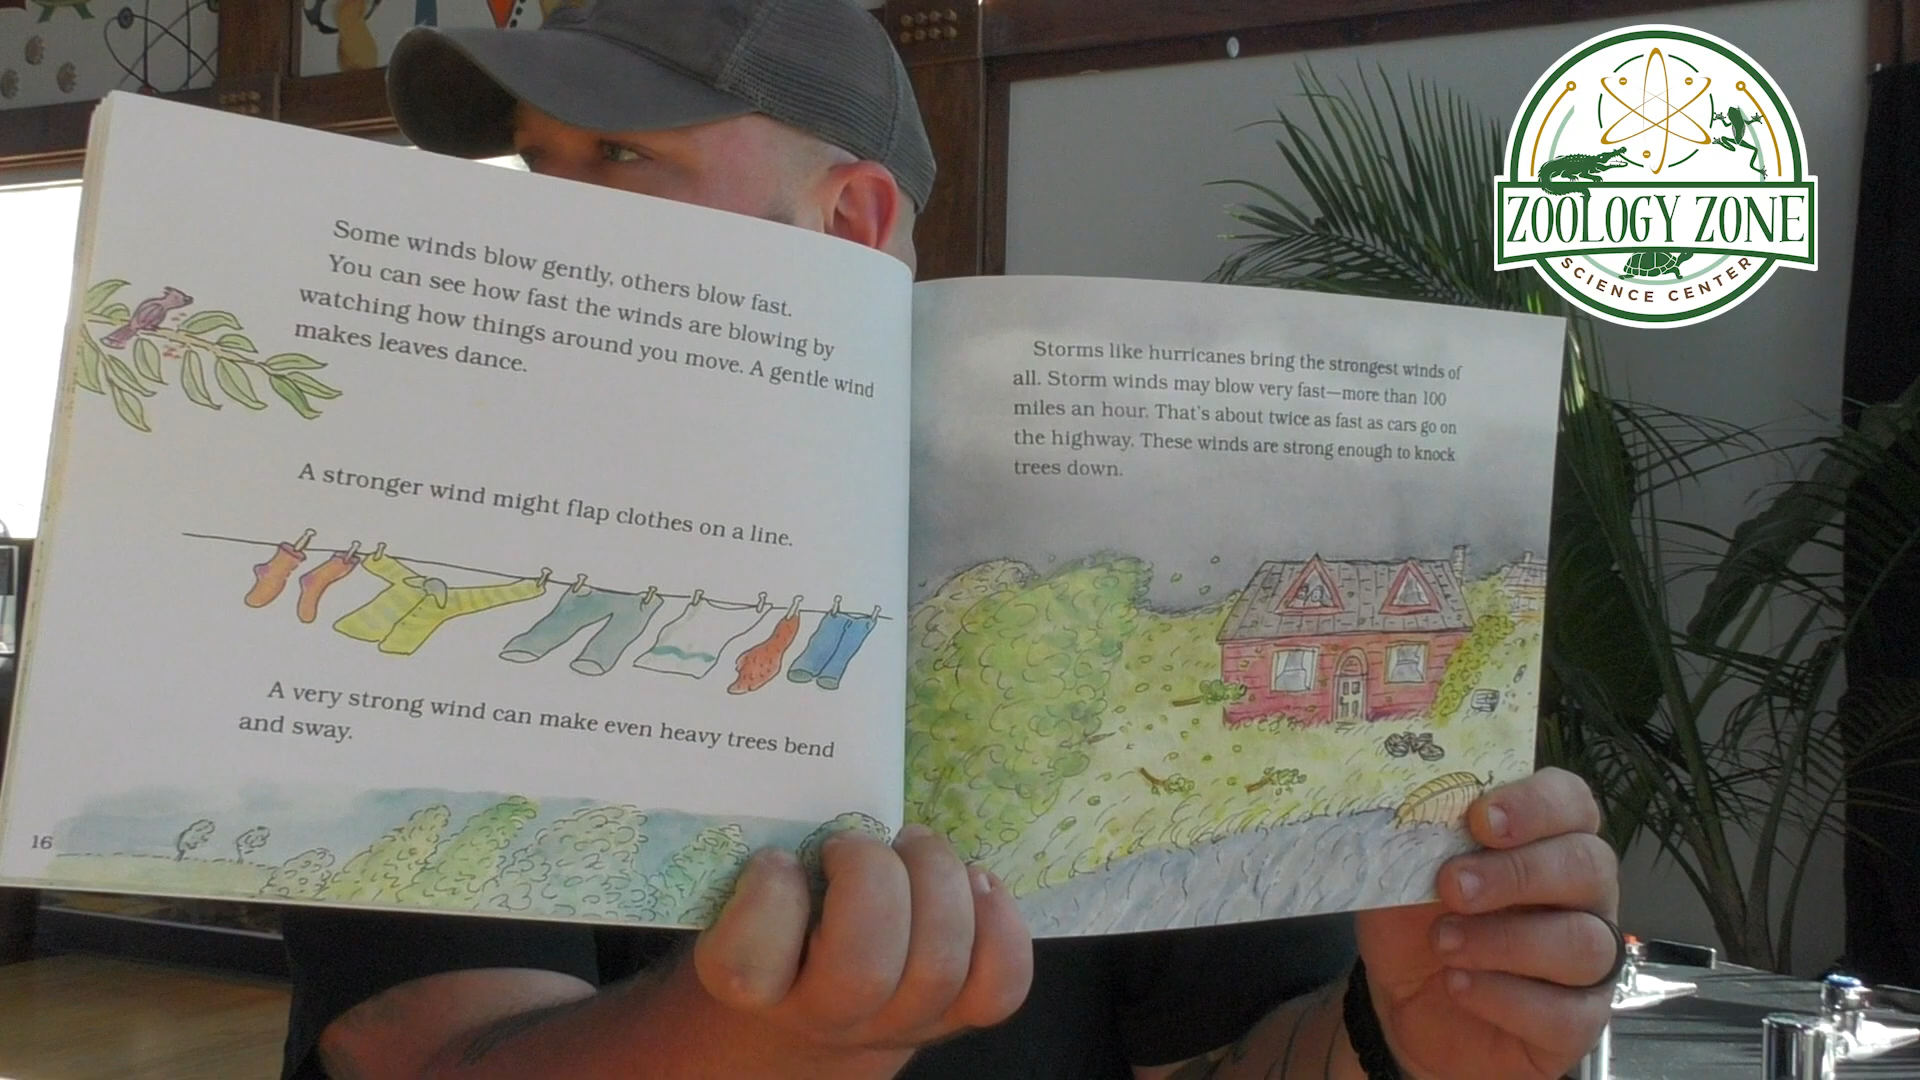 Some winds blow gently, others blow fast.
You can see how fast the winds are blowing by
watching how things around you move. A gentle wind
makes leaves dance.
A stronger wind might flap clothes on a line.
A very strong wind can make even heavy trees bend
and sway.
16
Storms like hurricanes bring the strongest winds of
all. Storm winds may blow very fast—more than 100
miles an hour. That's about twice as fast as cars go on
the highway. These winds are strong enough to knock
trees down.
ZOOLOGY ZONE
SCIENCE CENTER